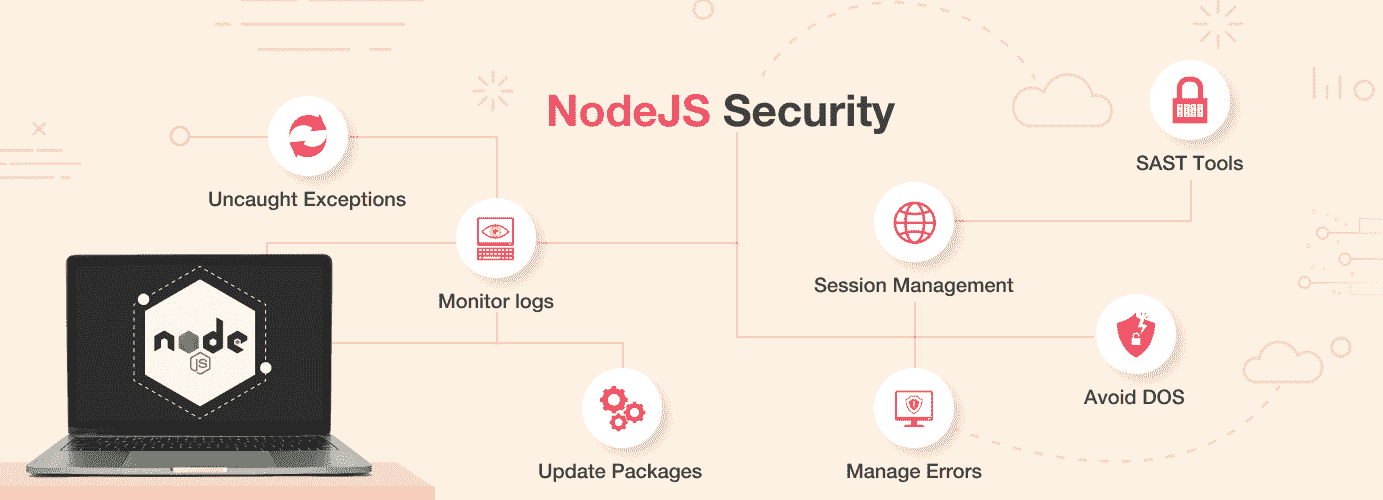 NodeJS Security
SAST Tools
Uncaught Exceptions
Session Management
Monitor logs
node
JS
Avoid DOS
Update Packages
Manage Errors